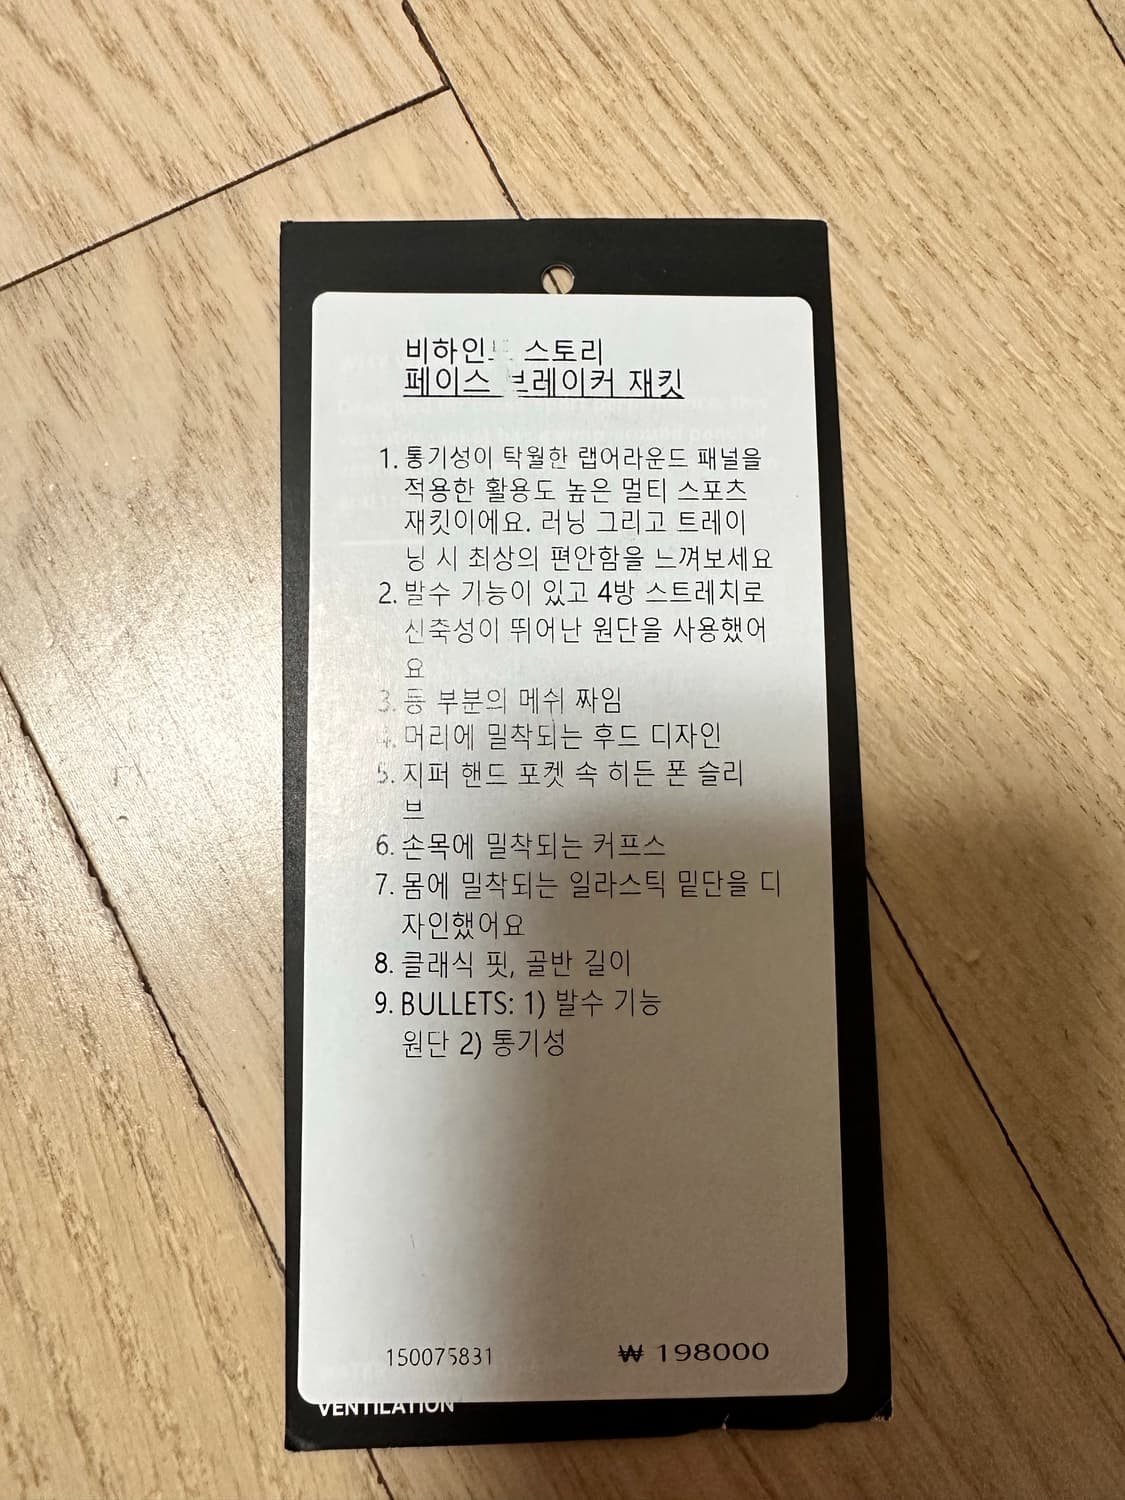 비하인드 스토리
페이스 브레이커 재킷
1. 통기성이 탁월한 랩어라운드 패널을
적용한 활용도 높은 멀티 스포츠
재킷이에요. 러닝 그리고 트레이
닝 시 최상의 편안함을 느껴보세요
2. 발수 기능이 있고 4방 스트레치로
신축성이 뛰어난 원단을 사용했어
요
3. 등 부분의 메쉬 짜임
4. 머리에 밀착되는 후드 디자인
5. 지퍼 핸드 포켓 속 히든 폰 슬리
브
6. 손목에 밀착되는 커프스
7. 몸에 밀착되는 일라스틱 밑단을 디
자인했어요
8. 클래식 핏, 골반 길이
9. BULLETS: 1) 발수 기능
원단 2) 통기성
150075831 ₩ 198000
VENTILATION